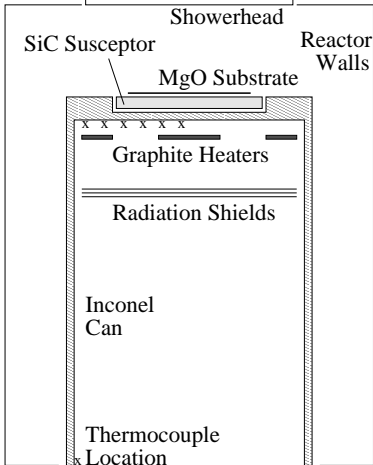 Showerhead
SiC Susceptor
Reactor
Walls
MgO Substrate
x x x x x x
Graphite Heaters
Radiation Shields
Inconel
Can
Thermocouple
x Location